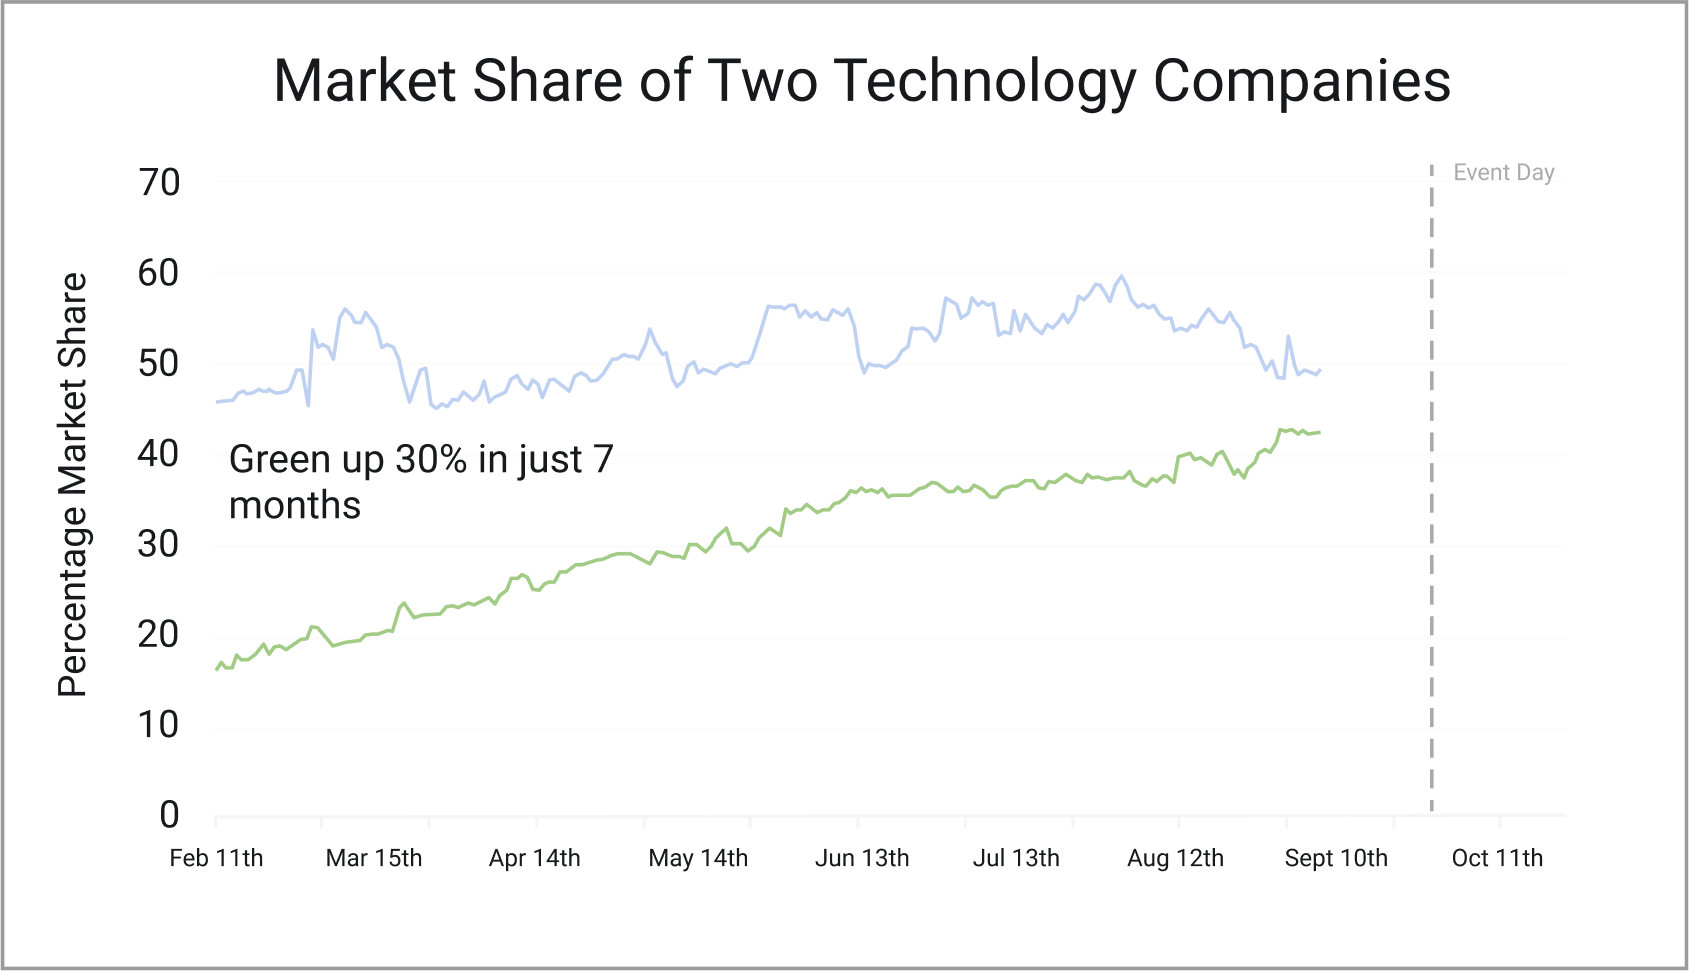 Market Share of Two Technology Companies
Event Day
Percentage Market Share
70
60
50
40
30
20
10
0
Green up 30% in just 7
months
Feb 11th Mar 15th Apr 14th May 14th Jun 13th Jul 13th Aug 12th Sept 10th Oct 11th